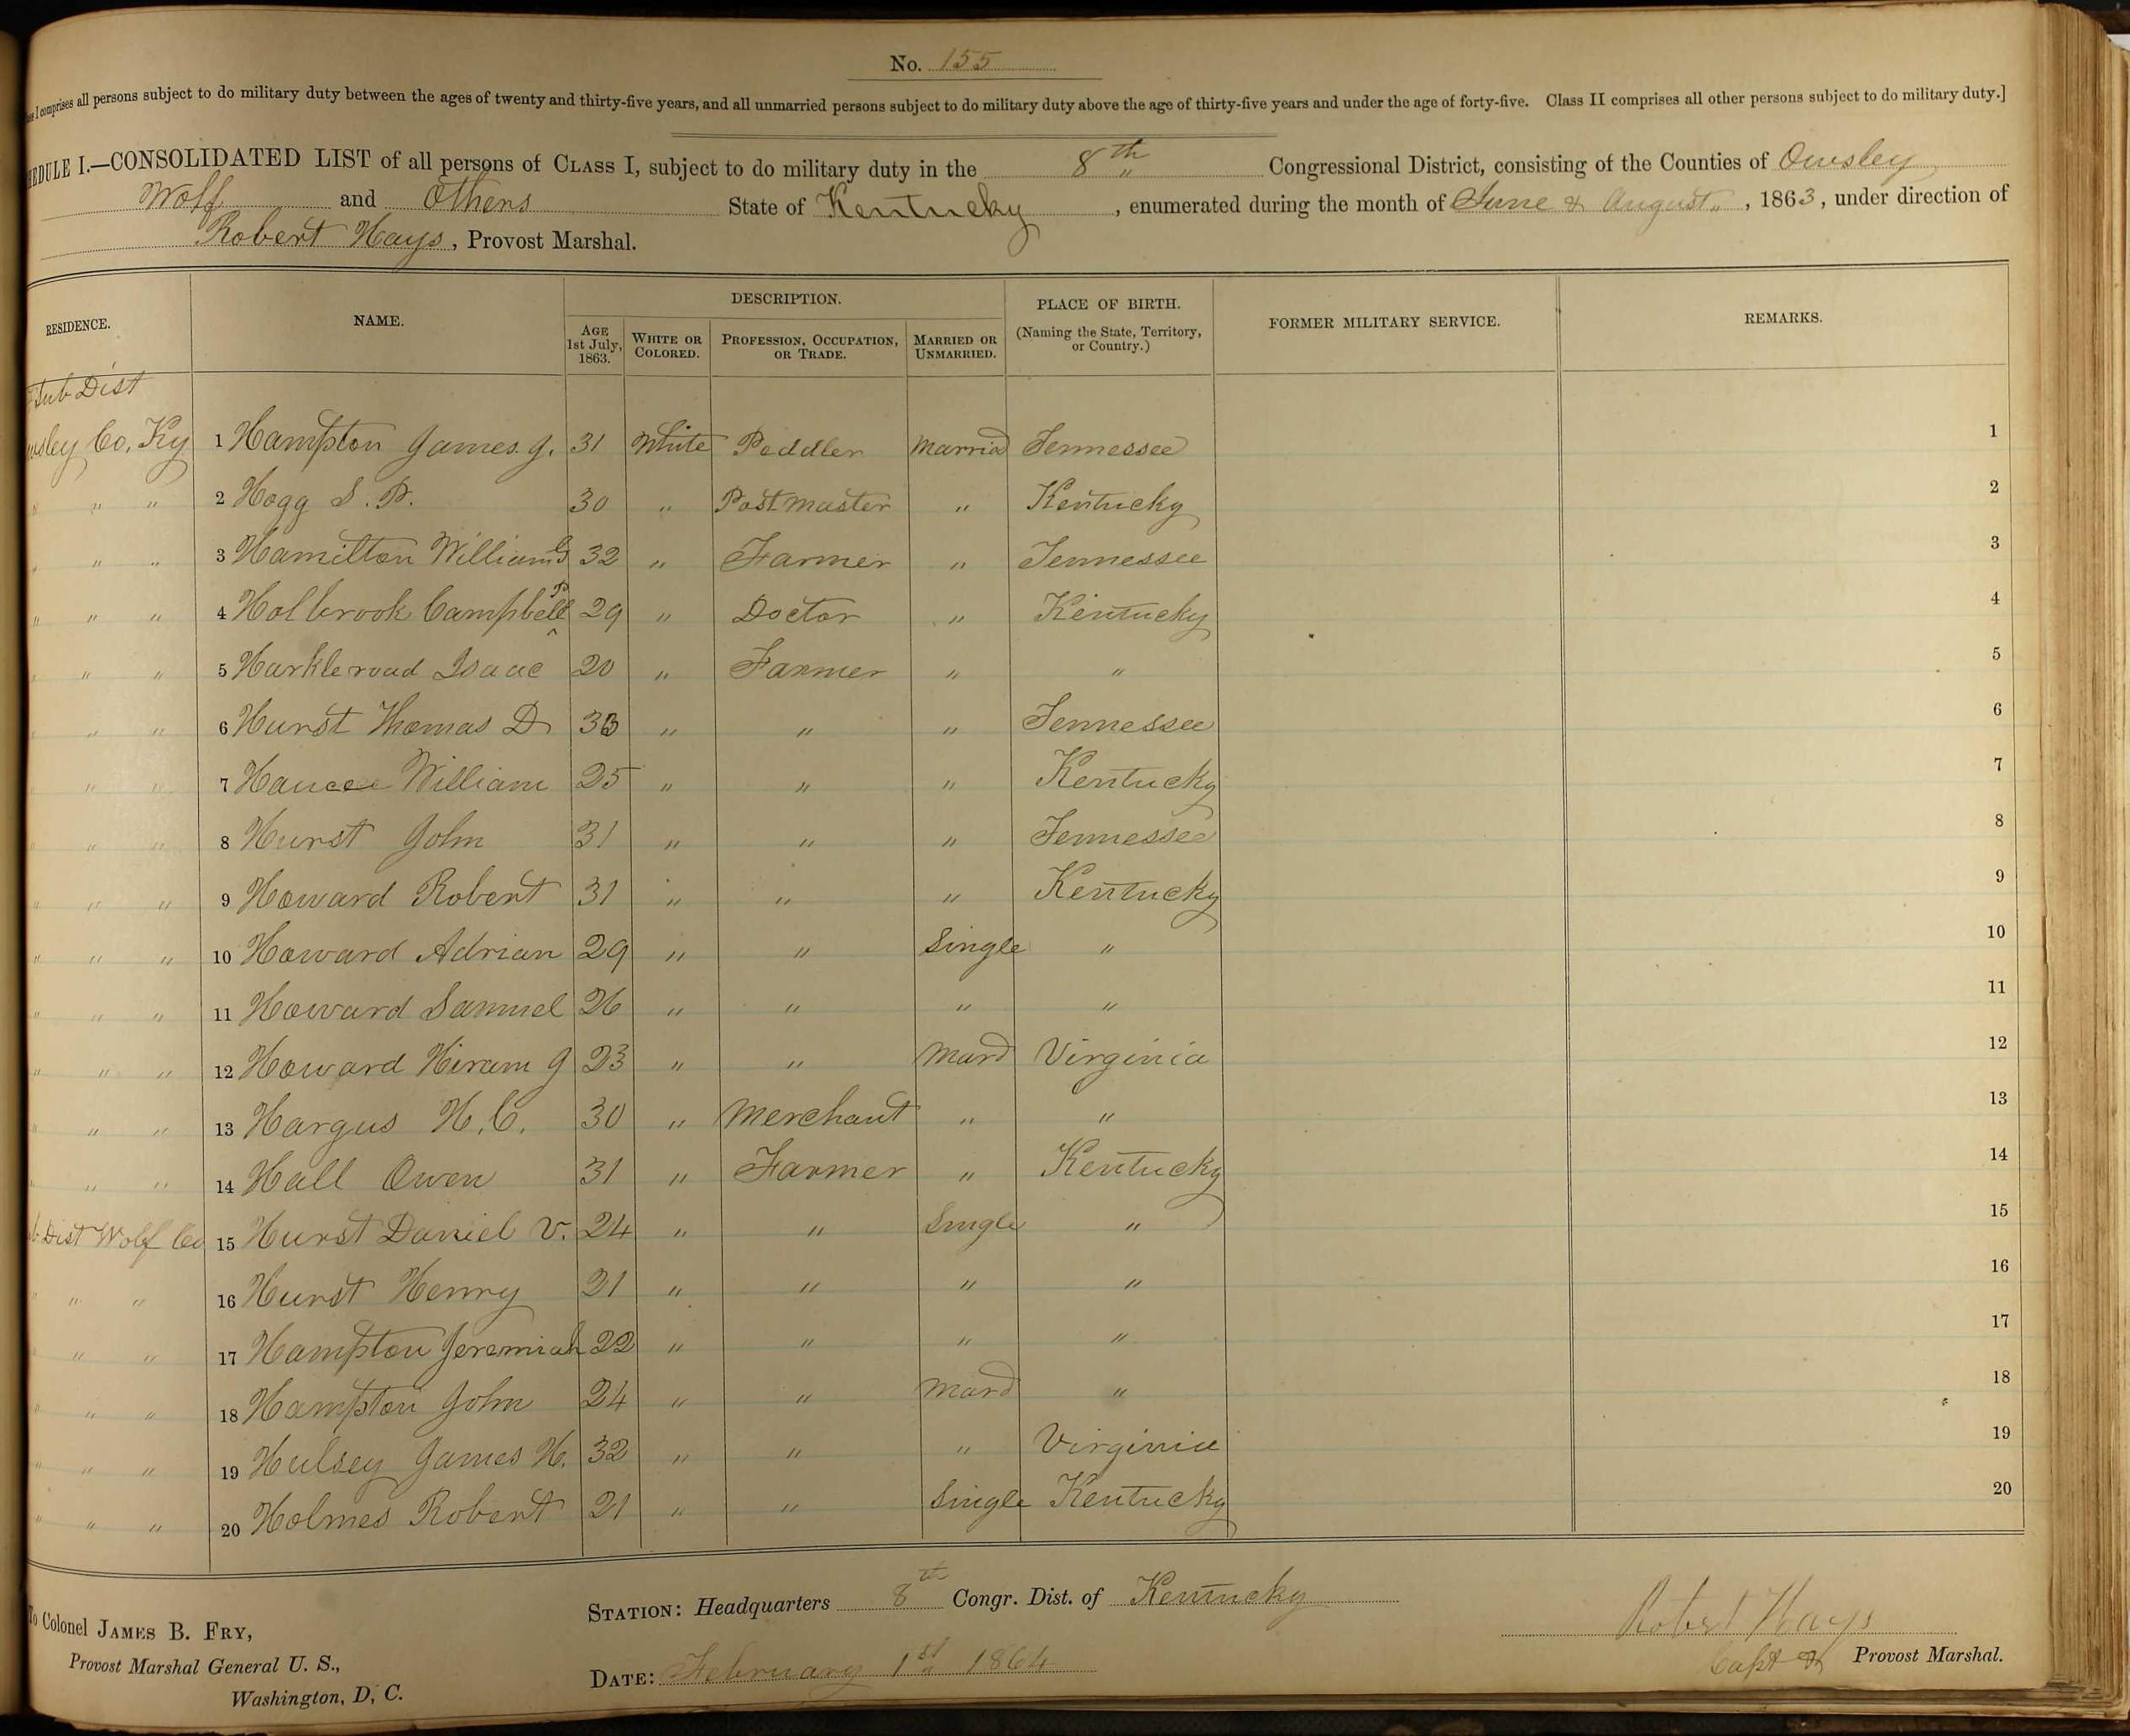 No. 155
ss I comprises all persons subject to do military duty between the ages of twenty and thirty-five years, and all unmarried persons subject to do military duty above the age of thirty-five years and under the age of forty-five. Class II comprises all other persons subject to do military duty.]
EDULE I.—CONSOLIDATED LIST of all persons of CLASS I, subject to do military duty in the 8th " Congressional District, consisting of the Counties of Owsley
Wolf and Others State of Kentucky, enumerated during the month of June & August, 1863, under direction of
Robert Hays, Provost Marshal.
RESIDENCE. NAME. DESCRIPTION. PLACE OF BIRTH. (Naming the State, Territory, or Country.) FORMER MILITARY SERVICE. REMARKS.
AGE 1st July, 1863. WHITE OR COLORED. PROFESSION, OCCUPATION, OR TRADE. MARRIED OR UNMARRIED.
Sub Dist
wsley Co. Ky 1 Hampton James G. 31 White Peddler Married Tennessee 1
" " " 2 Hogg S. P. 30 " Post Master " Kentucky 2
" " " 3 Hamilton William 32 " Farmer " Tennessee 3
" " " 4 Holbrook Campbell P 29 " Doctor " Kentucky 4
" " " 5 Harkleroad Isaac 20 " Farmer " " 5
" " " 6 Hurst Thomas D 33 " " " Tennessee 6
" " 7 William 25 " " " Kentucky 7
" " " 8 Hurst John 31 " " " Tennessee 8
" " " 9 Howard Robert 31 " " " Kentucky 9
" " " 10 Howard Adrian 29 " " Single " 10
" " " 11 Howard Samuel 26 " " " " 11
" " " 12 Howard Hiram G 23 " " Mard Virginia 12
" " " 13 Hargus H. C. 30 " Merchant " " 13
" " " 14 Hall Owen 31 " Farmer " Kentucky 14
b Dist Wolf Co 15 Hurst Daniel V. 24 " " Single " 15
" " " 16 Hurst Henry 21 " " " " 16
" " 17 Hampton Jeremiah 22 " " " " 17
" " " 18 Hampton John 24 " " Mard " 18
" " " 19 Hulsey James H. 32 " " " Virginia 19
" " " 20 Holmes Robert 21 " " Single Kentucky 20
To Colonel JAMES B. FRY,
Provost Marshal General U. S.,
Washington, D. C.
STATION: Headquarters 8th Congr. Dist. of Kentucky
DATE: February 1st 1864
Robert Hays
Capt & Provost Marshal.